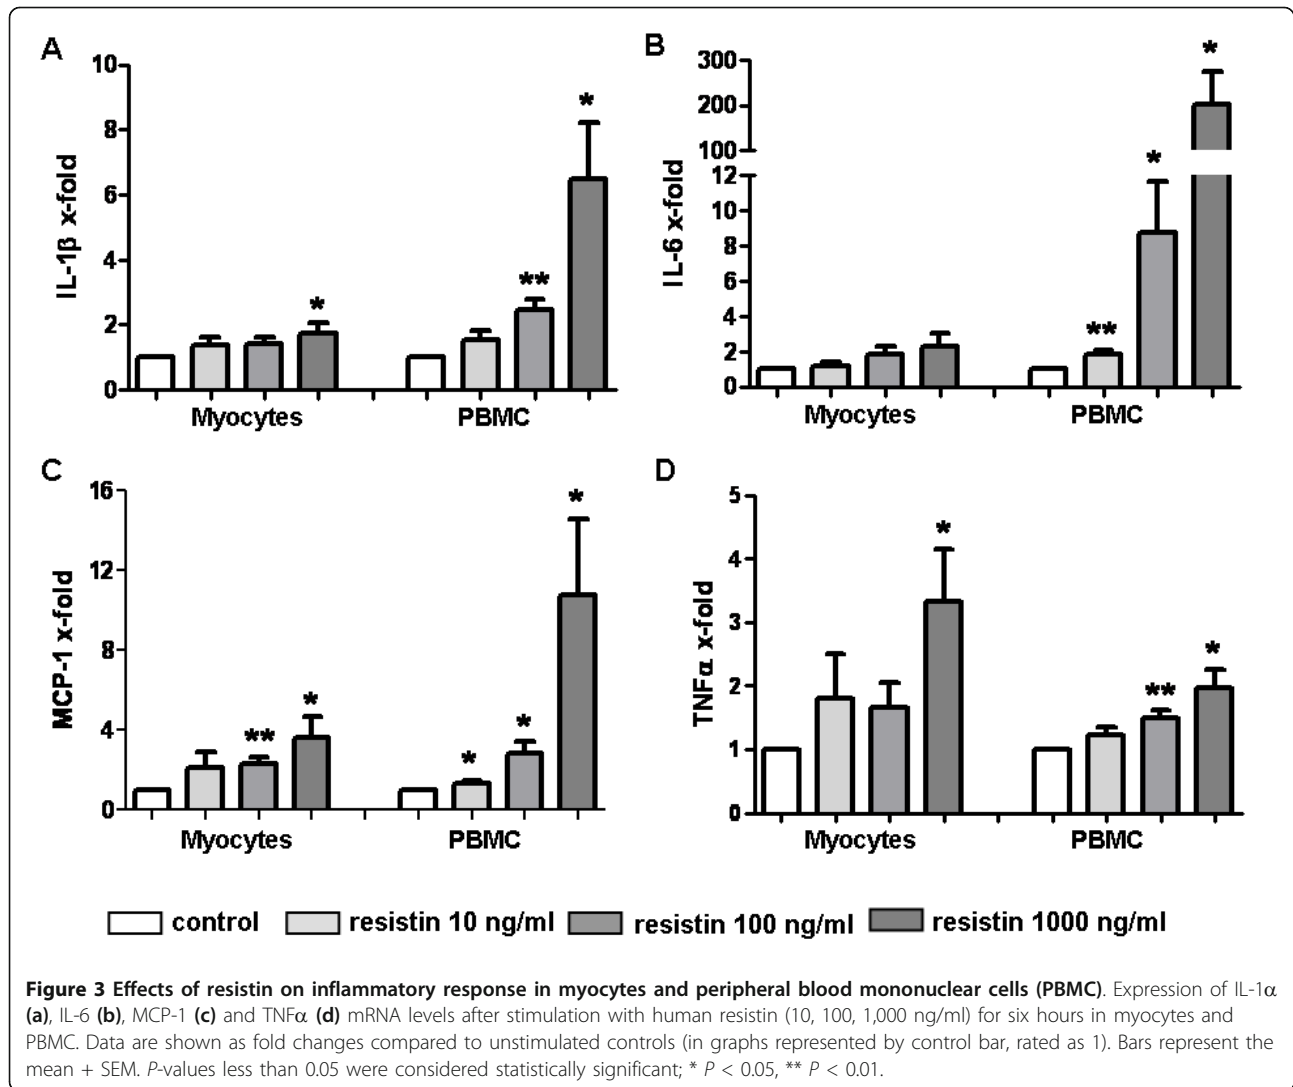 A
10
8
6
4
2
0
IL-1β x-fold
*
**
*
Myocytes
PBMC
B
300
200
100
12
10
8
6
4
2
0
IL-6 x-fold
**
*
*
Myocytes
PBMC
C
16
12
8
4
0
MCP-1 x-fold
**
*
*
*
*
Myocytes
PBMC
D
5
4
3
2
1
0
TNFα x-fold
*
**
*
Myocytes
PBMC
control resistin 10 ng/ml resistin 100 ng/ml resistin 1000 ng/ml
Figure 3 Effects of resistin on inflammatory response in myocytes and peripheral blood mononuclear cells (PBMC). Expression of IL-1α
(a), IL-6 (b), MCP-1 (c) and TNFα (d) mRNA levels after stimulation with human resistin (10, 100, 1,000 ng/ml) for six hours in myocytes and
PBMC. Data are shown as fold changes compared to unstimulated controls (in graphs represented by control bar, rated as 1). Bars represent the
mean + SEM. P-values less than 0.05 were considered statistically significant; * P < 0.05, ** P < 0.01.